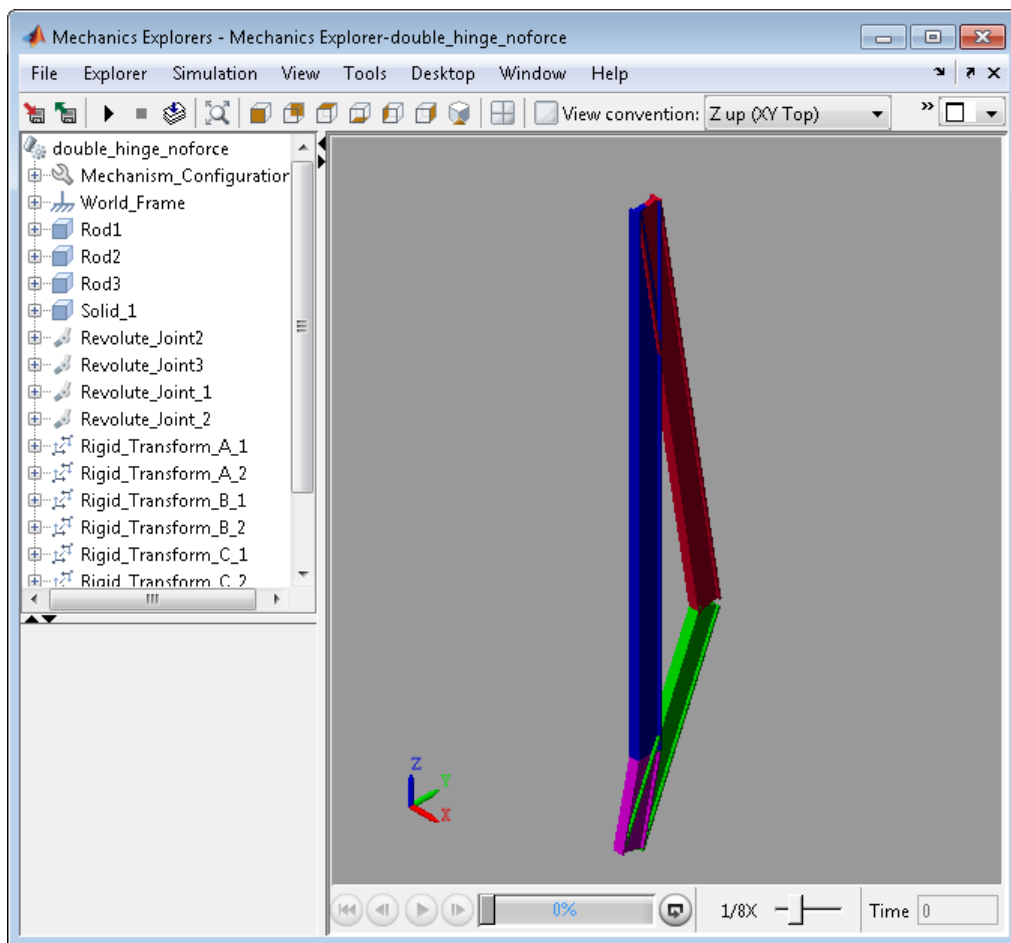 Mechanics Explorers - Mechanics Explorer-double_hinge_noforce
File Explorer Simulation View Tools Desktop Window Help
View convention: Z up (XY Top) »
double_hinge_noforce
Mechanism_Configuration
World_Frame
Rod1
Rod2
Rod3
Solid_1
Revolute_Joint2
Revolute_Joint3
Revolute_Joint_1
Revolute_Joint_2
Rigid_Transform_A_1
Rigid_Transform_A_2
Rigid_Transform_B_1
Rigid_Transform_B_2
Rigid_Transform_C_1
Rigid_Transform_C_2
Z
Y
X
0% 1/8X Time 0